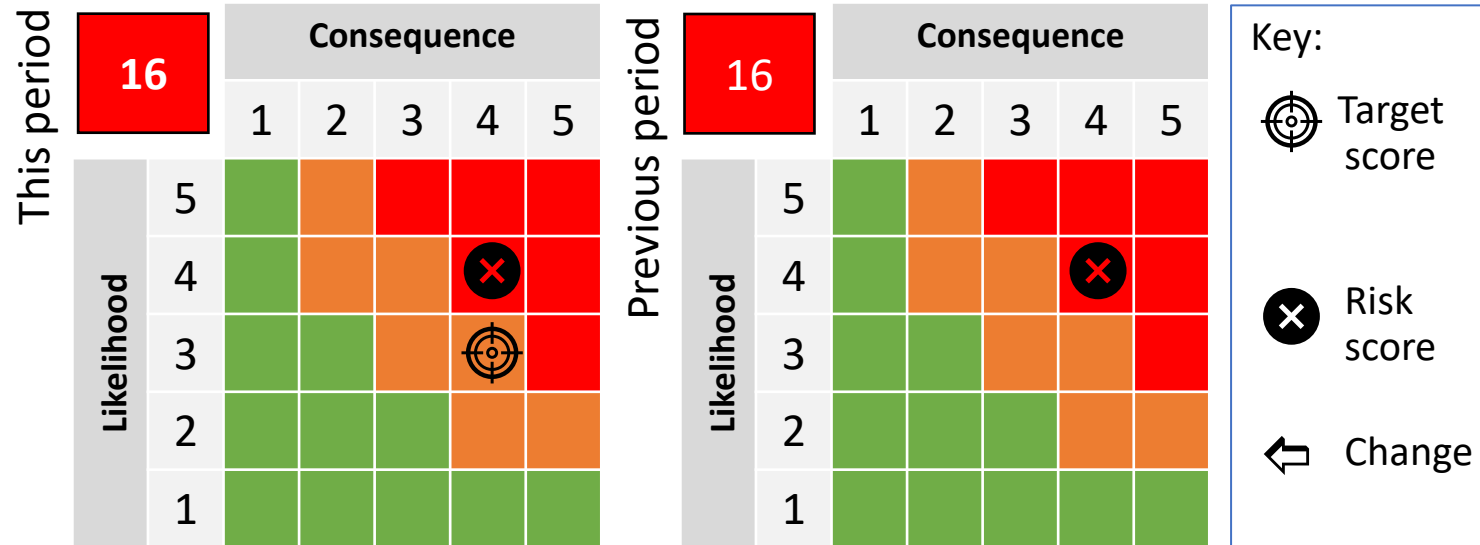 This period
16
Consequence
1 2 3 4 5
Likelihood
5
4
3
2
1
Previous period
16
Consequence
1 2 3 4 5
Likelihood
5
4
3
2
1
Key:
Target
score
Risk
score
Change